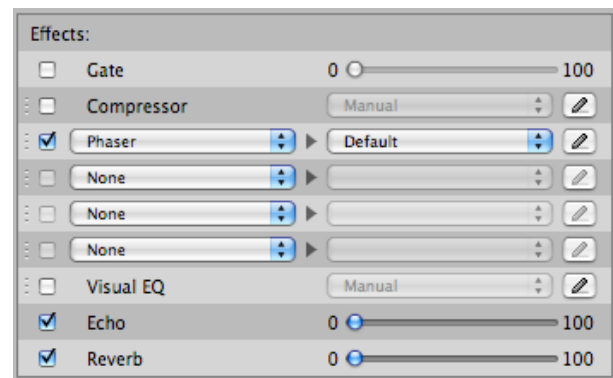 Effects:
Gate 0 100
Compressor Manual
Phaser Default
None
None
None
Visual EQ Manual
Echo 0 100
Reverb 0 100